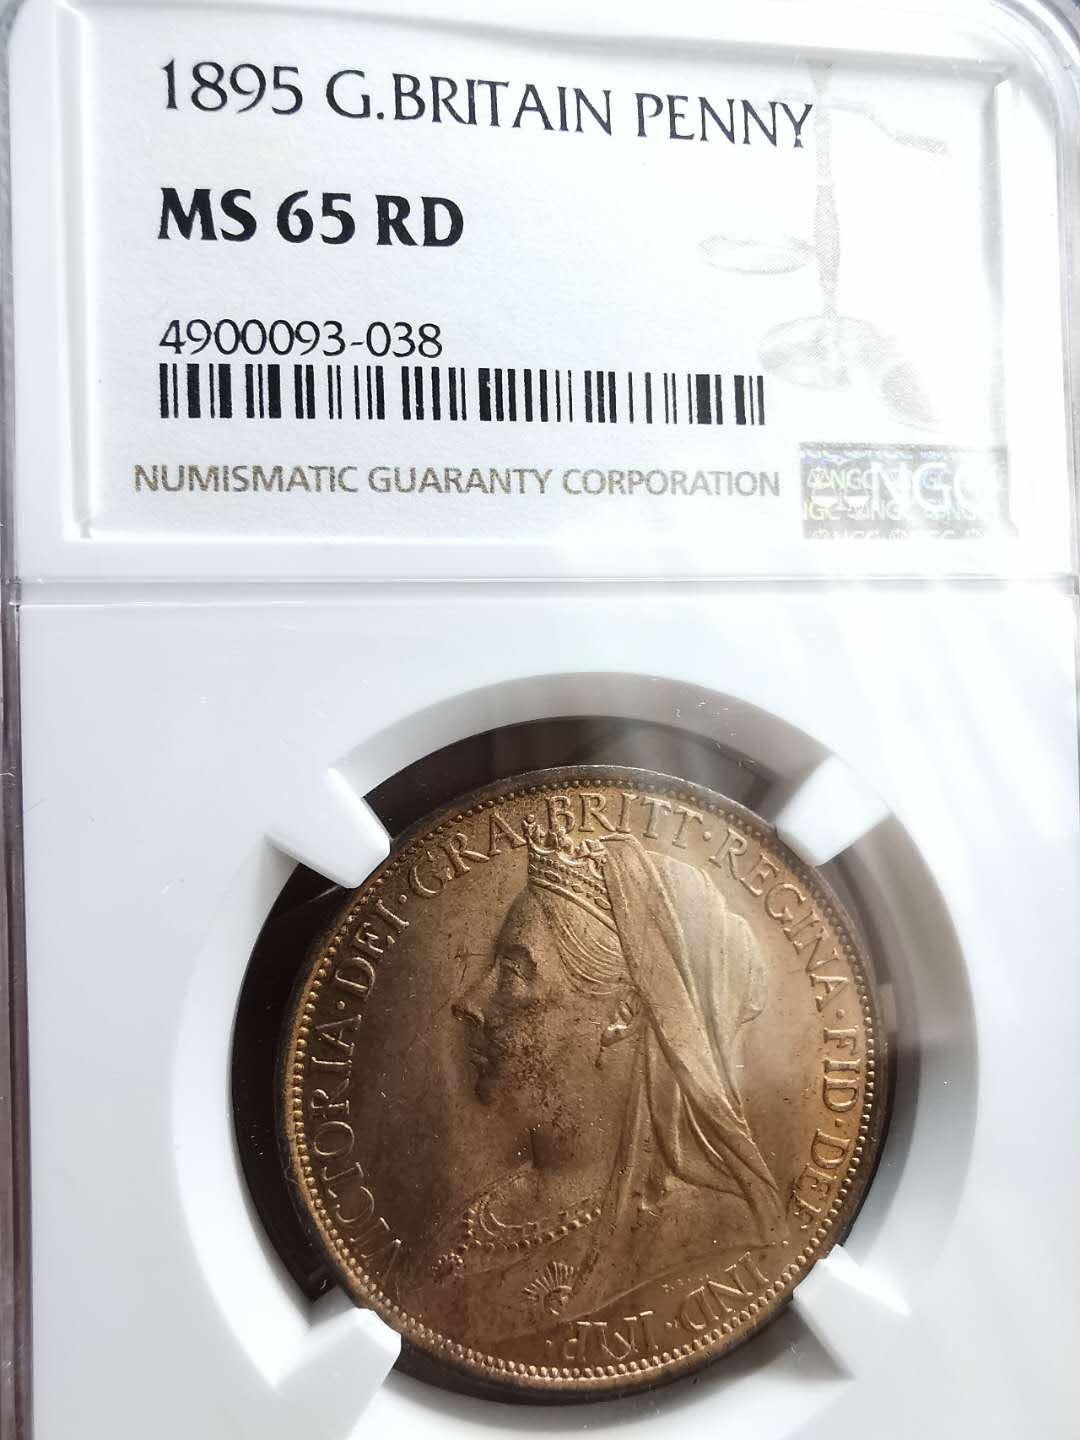 1895 G.BRITAIN PENNY
MS 65 RD
4900093-038
NUMISMATIC GUARANTY CORPORATION
NGC
VICTORIA·DEI·GRA·BRITT·REGINA·FID·DEF·IND·IMP·